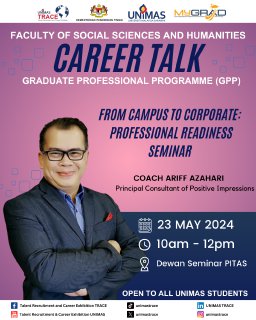 TRACE
KEMENTERIAN PENDIDIKAN TINGGI
UNIMAS
MYGRAD
FACULTY OF SOCIAL SCIENCES AND HUMANITIES
CAREER TALK
GRADUATE PROFESSIONAL PROGRAMME (GPP)
FROM CAMPUS TO CORPORATE:
PROFESSIONAL READINESS
SEMINAR
COACH ARIFF AZAHARI
Principal Consultant of Positive Impressions
23 MAY 2024
10am - 12pm
Dewan Seminar PITAS
OPEN TO ALL UNIMAS STUDENTS
Talent Recruitment and Career Exhibition TRACE
unimastrace
UNIMAS TRACE
Talent Recruitment & Career Exhibition UNIMAS
unimastrace
unimastrace